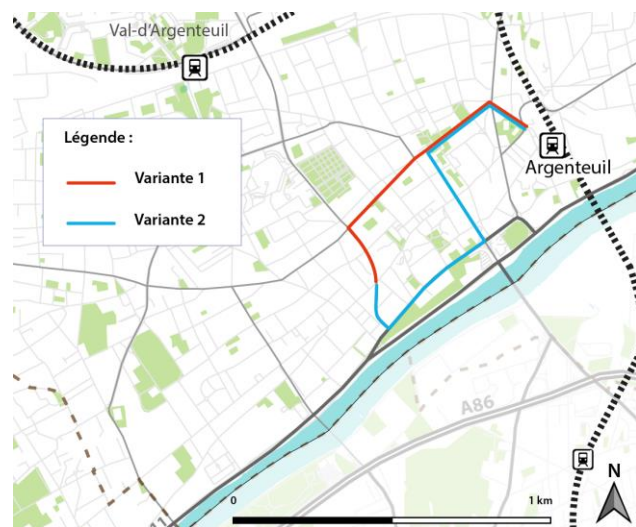 Val-d'Argenteuil
Légende :
Variante 1
Variante 2
Argenteuil
A86
N
0
1 km